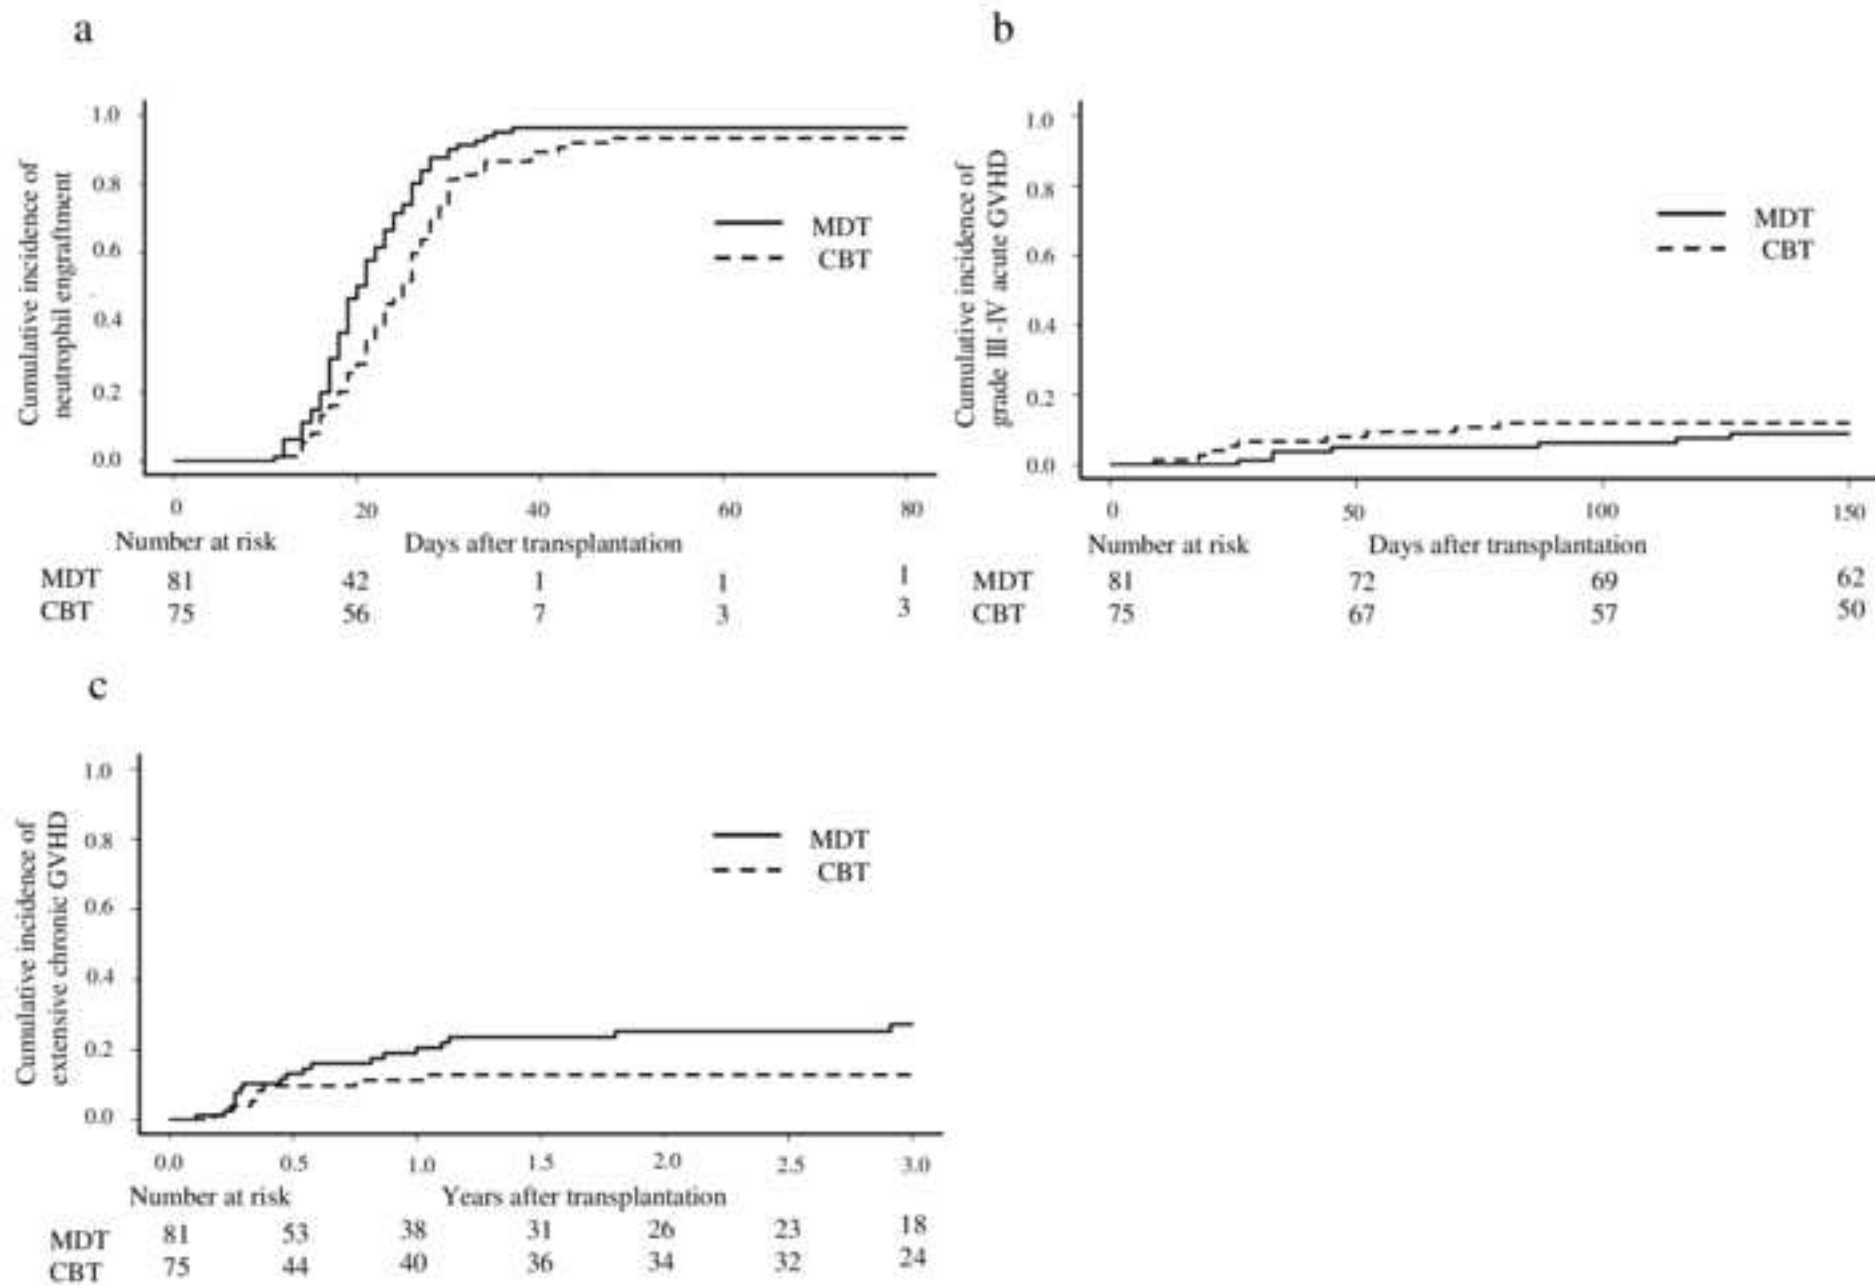 a
Cumulative incidence of
neutrophil engraftment
1.0
0.8
0.6
0.4
0.2
0.0
MDT
CBT
0 20 40 60 80
Number at risk Days after transplantation
MDT 81 42 1 1 1
CBT 75 56 7 3 3
b
Cumulative incidence of
grade III-IV acute GVHD
1.0
0.8
0.6
0.4
0.2
0.0
MDT
CBT
0 50 100 150
Number at risk Days after transplantation
MDT 81 72 69 62
CBT 75 67 57 50
c
Cumulative incidence of
extensive chronic GVHD
1.0
0.8
0.6
0.4
0.2
0.0
MDT
CBT
0.0 0.5 1.0 1.5 2.0 2.5 3.0
Number at risk Years after transplantation
MDT 81 53 38 31 26 23 18
CBT 75 44 40 36 34 32 24